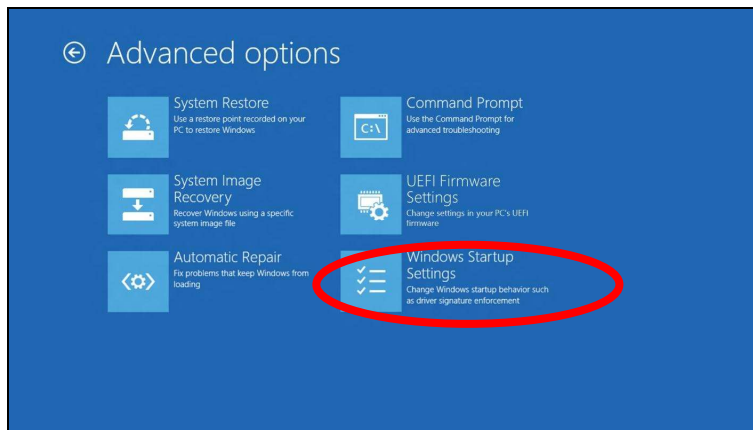 Advanced options
System Restore
Use a restore point recorded on your
PC to restore Windows
Command Prompt
Use the Command Prompt for
advanced troubleshooting
C:\
System Image
Recovery
Recover Windows using a specific
system image file
UEFI Firmware
Settings
Change settings in your PC's UEFI
firmware
Automatic Repair
Fix problems that keep Windows from
loading
Windows Startup
Settings
Change Windows startup behavior such
as driver signature enforcement